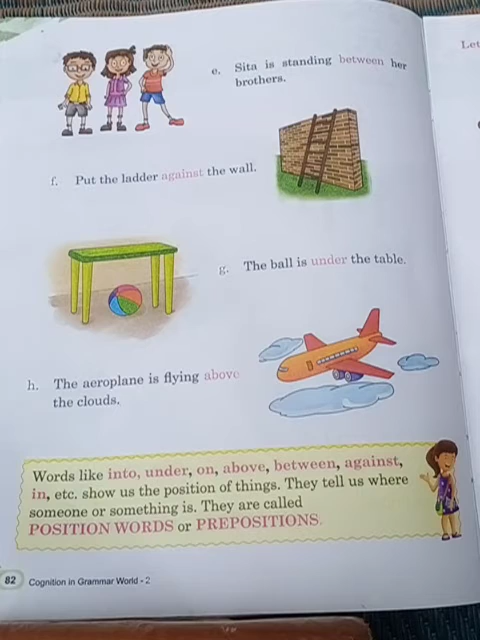 e. Sita is standing between her
brothers.
f. Put the ladder against the wall.
g. The ball is under the table.
h. The aeroplane is flying above
the clouds.
Words like into, under, on, above, between, against,
in, etc. show us the position of things. They tell us where
someone or something is. They are called
POSITION WORDS or PREPOSITIONS.
82 Cognition in Grammar World - 2
Let